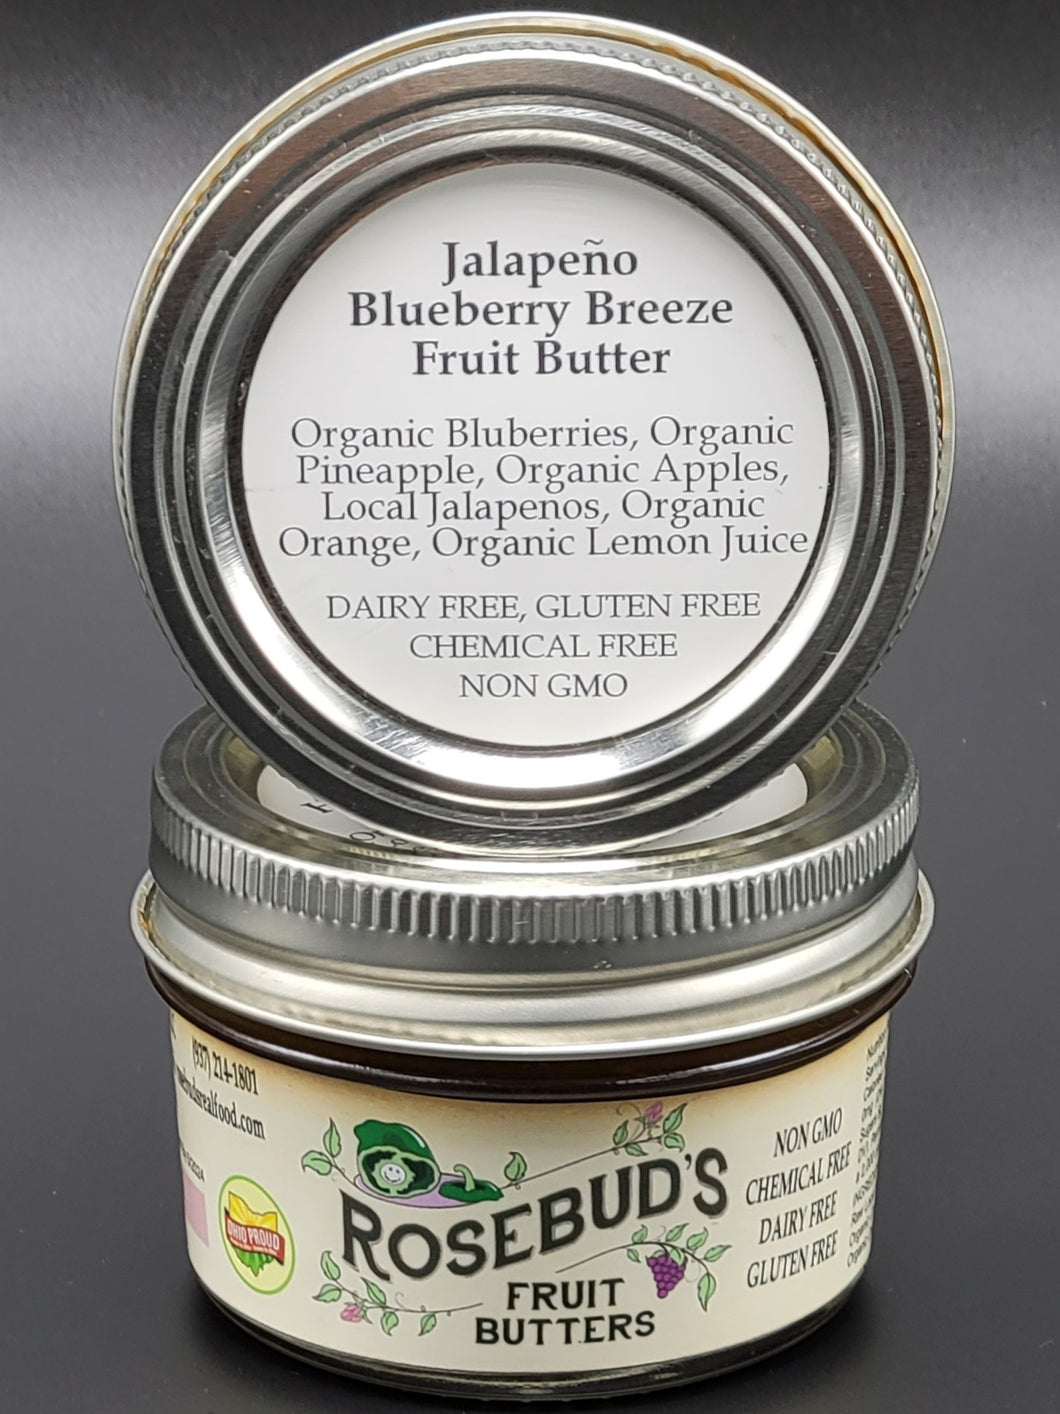 Jalapeño
Blueberry Breeze
Fruit Butter
Organic Bluberries, Organic
Pineapple, Organic Apples,
Local Jalapenos, Organic
Orange, Organic Lemon Juice
DAIRY FREE, GLUTEN FREE
CHEMICAL FREE
NON GMO
(937) 214-1801
OHIO PROUD
ROSEBUD'S
FRUIT
BUTTERS
NON GMO
CHEMICAL FREE
DAIRY FREE
GLUTEN FREE